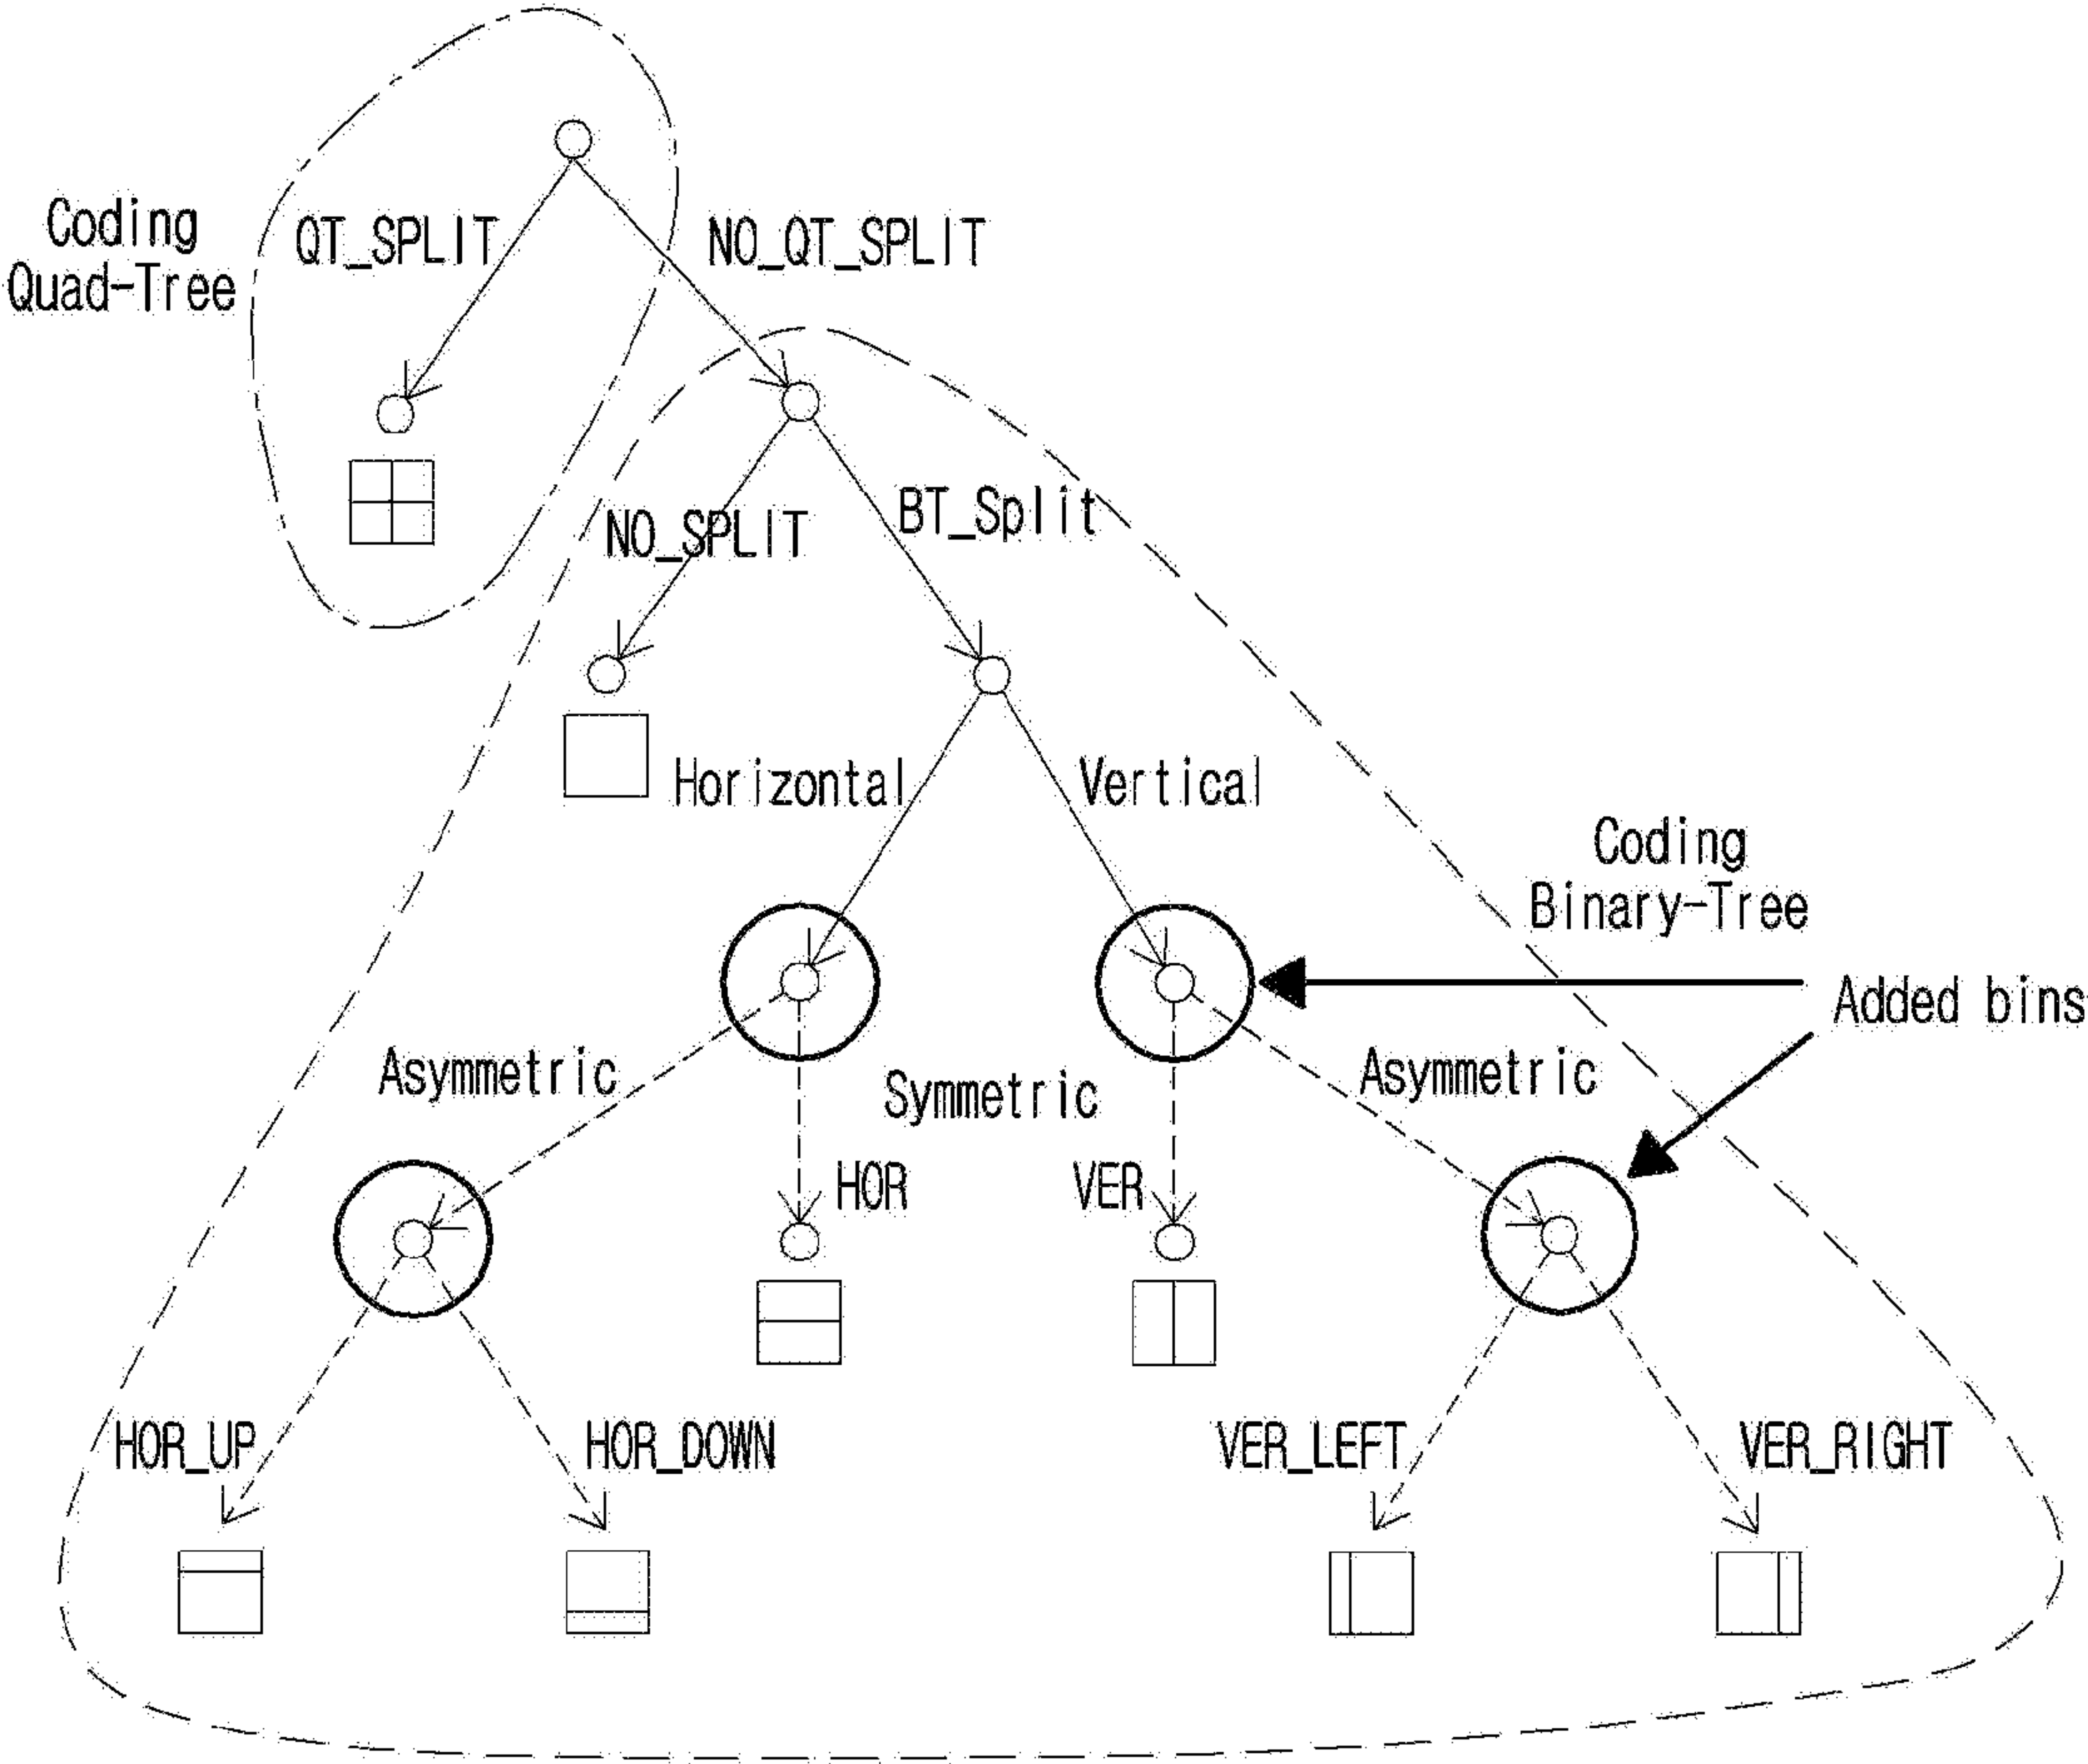 Coding
Quad-Tree
QT_SPLIT
NO_QT_SPLIT
NO_SPLIT
BT_Split
Horizontal
Vertical
Coding
Binary-Tree
Added bins
Asymmetric
Symmetric
Asymmetric
HOR
VER
HOR_UP
HOR_DOWN
VER_LEFT
VER_RIGHT